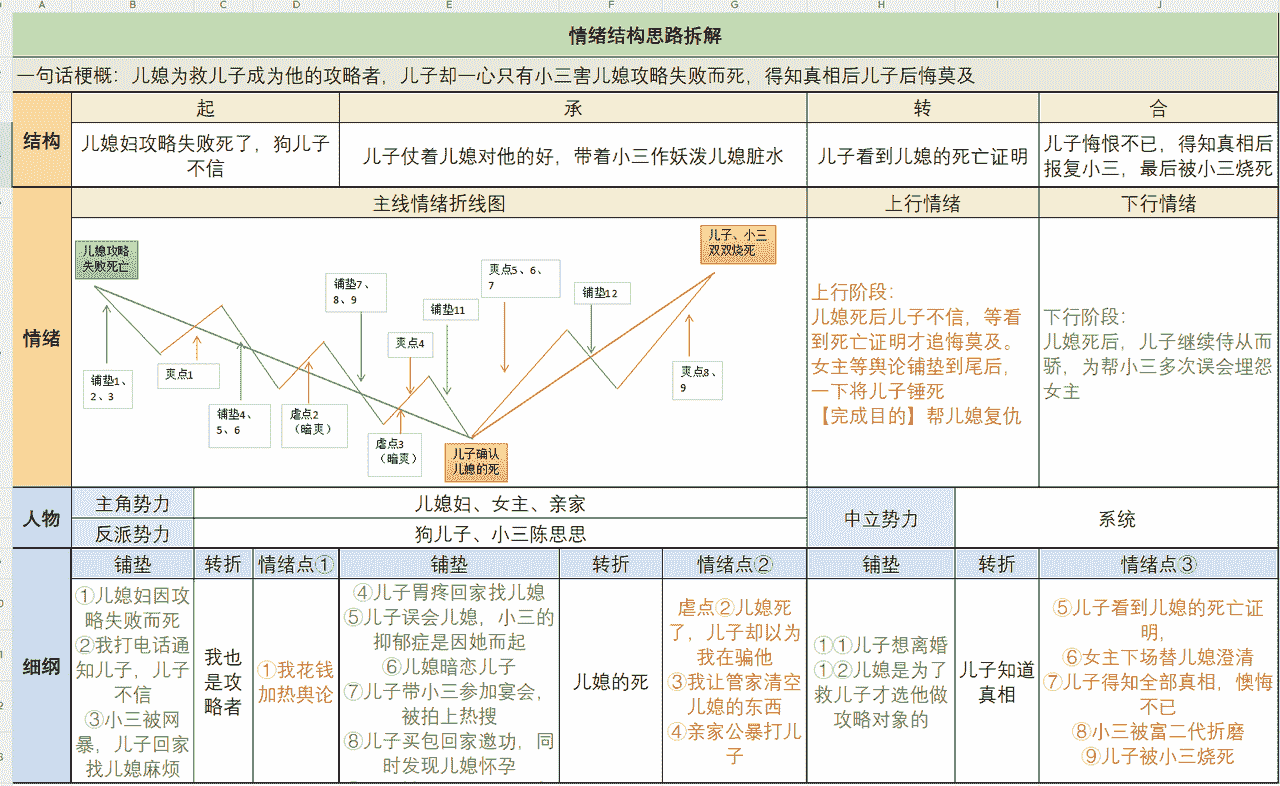 A B C D E F G H I J
情绪结构思路拆解
一句话梗概：儿媳为救儿子成为他的攻略者，儿子却一心只有小三害儿媳攻略失败而死，得知真相后儿子后悔莫及
结构
起
承
转
合
儿媳妇攻略失败死了，狗儿子
不信
儿子仗着儿媳对他的好，带着小三作妖泼儿媳脏水
儿子看到儿媳的死亡证明
儿子悔恨不已，得知真相后
报复小三，最后被小三烧死
情绪
主线情绪折线图
上行情绪
下行情绪
儿媳攻略
失败死亡
铺垫1、
2、3
爽点1
铺垫4、
5、6
虐点2
（暗爽）
铺垫7、
8、9
爽点4
虐点3
（暗爽）
铺垫11
儿子确认
儿媳的死
爽点5、6、
7
铺垫12
儿子、小三
双双烧死
爽点8、
9
上行阶段：
儿媳死后儿子不信，等看
到死亡证明才追悔莫及。
女主等舆论铺垫到尾后，
一下将儿子锤死
【完成目的】帮儿媳复仇
下行阶段：
儿媳死后，儿子继续侍从而
骄，为帮小三多次误会埋怨
女主
人物
主角势力
儿媳妇、女主、亲家
反派势力
狗儿子、小三陈思思
中立势力
系统
细纲
铺垫
转折
情绪点①
铺垫
转折
情绪点②
铺垫
转折
情绪点③
①儿媳妇因攻
略失败而死
②我打电话通
知儿子，儿子
不信
③小三被网
暴，儿子回家
找儿媳麻烦
我也
是攻
略者
①我花钱
加热舆论
④儿子胃疼回家找儿媳
⑤儿子误会儿媳，小三的
抑郁症是因她而起
⑥儿媳暗恋儿子
⑦儿子带小三参加宴会，
被拍上热搜
⑧儿子买包回家邀功，同
时发现儿媳怀孕
儿媳的死
虐点②儿媳死
了，儿子却以为
我在骗他
③我让管家清空
儿媳的东西
④亲家公暴打儿
子
①①儿子想离婚
①②儿媳是为了
救儿子才选他做
攻略对象的
儿子知道
真相
⑤儿子看到儿媳的死亡证
明，
⑥女主下场替儿媳澄清
⑦儿子得知全部真相，懊悔
不已
⑧小三被富二代折磨
⑨儿子被小三烧死